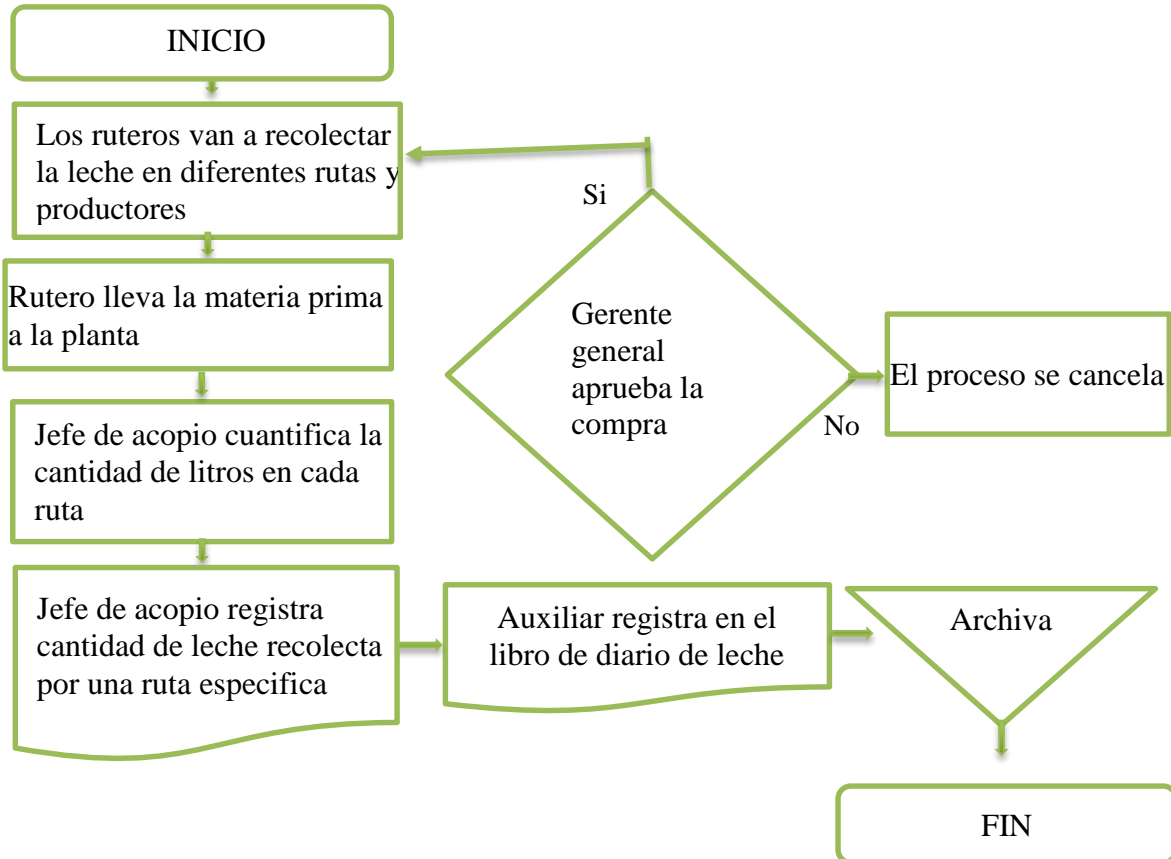 INICIO
Los ruteros van a recolectar
la leche en diferentes rutas y
productores
Si
Rutero lleva la materia prima
a la planta
Gerente
general
aprueba la
compra
El proceso se cancela
No
Jefe de acopio cuantifica la
cantidad de litros en cada
ruta
Jefe de acopio registra
cantidad de leche recolecta
por una ruta especifica
Auxiliar registra en el
libro de diario de leche
Archiva
FIN